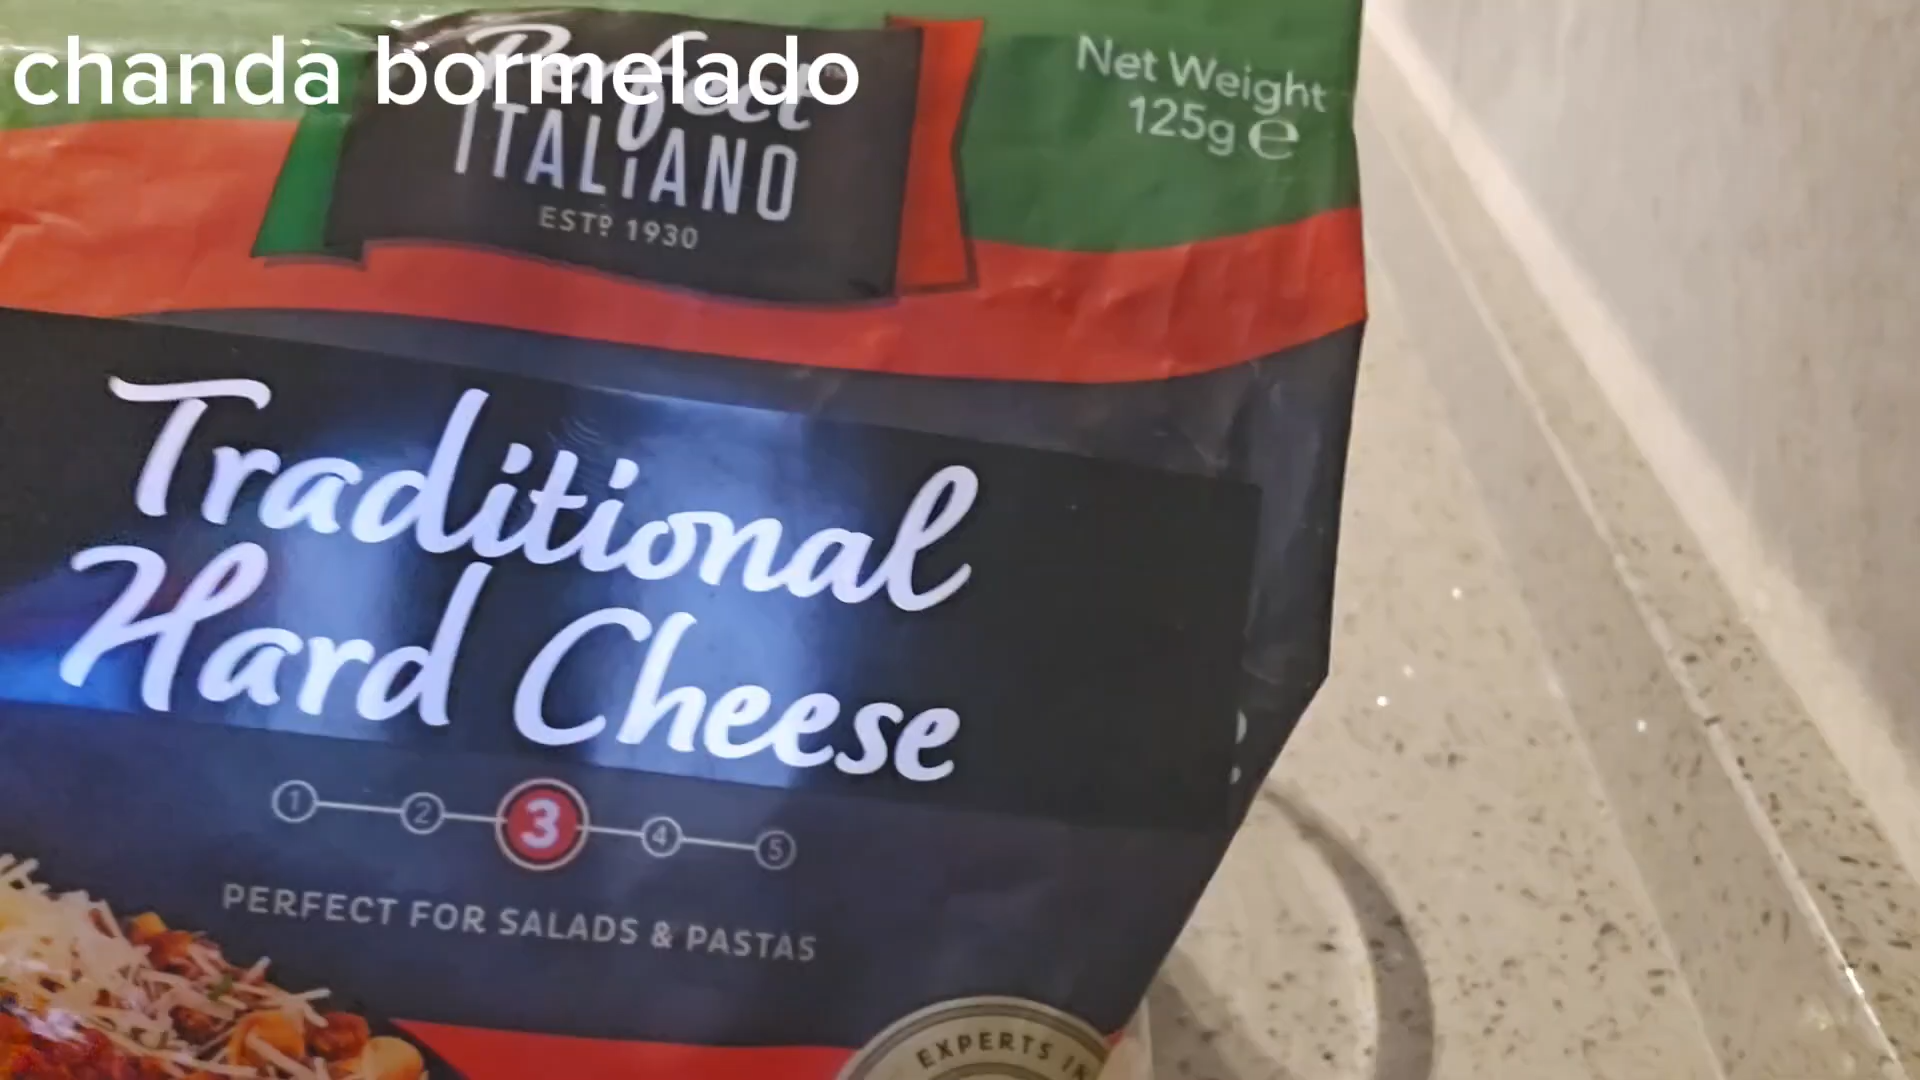 chanda bormelado
Perfect
ITALIANO
ESTD 1930
Net Weight
125g e
Traditional
Hard Cheese
1 2 3 4 5
PERFECT FOR SALADS & PASTAS
EXPERTS IN